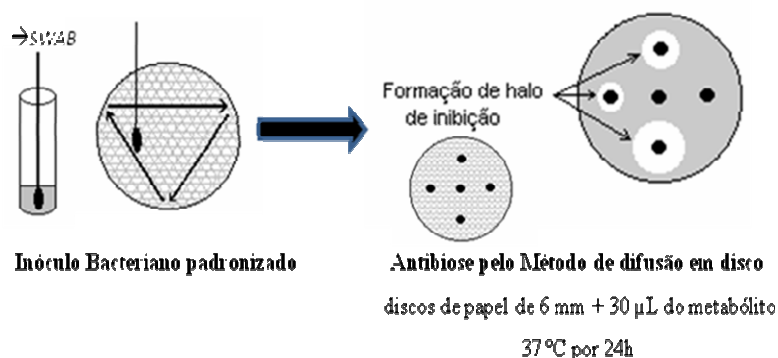 →SWAB
Formação de halo
de inibição
Inóculo Bacteriano padronizado
Antibiose pelo Método de difusão em disco
discos de papel de 6 mm + 30 µL do metabólito
37 ºC por 24h